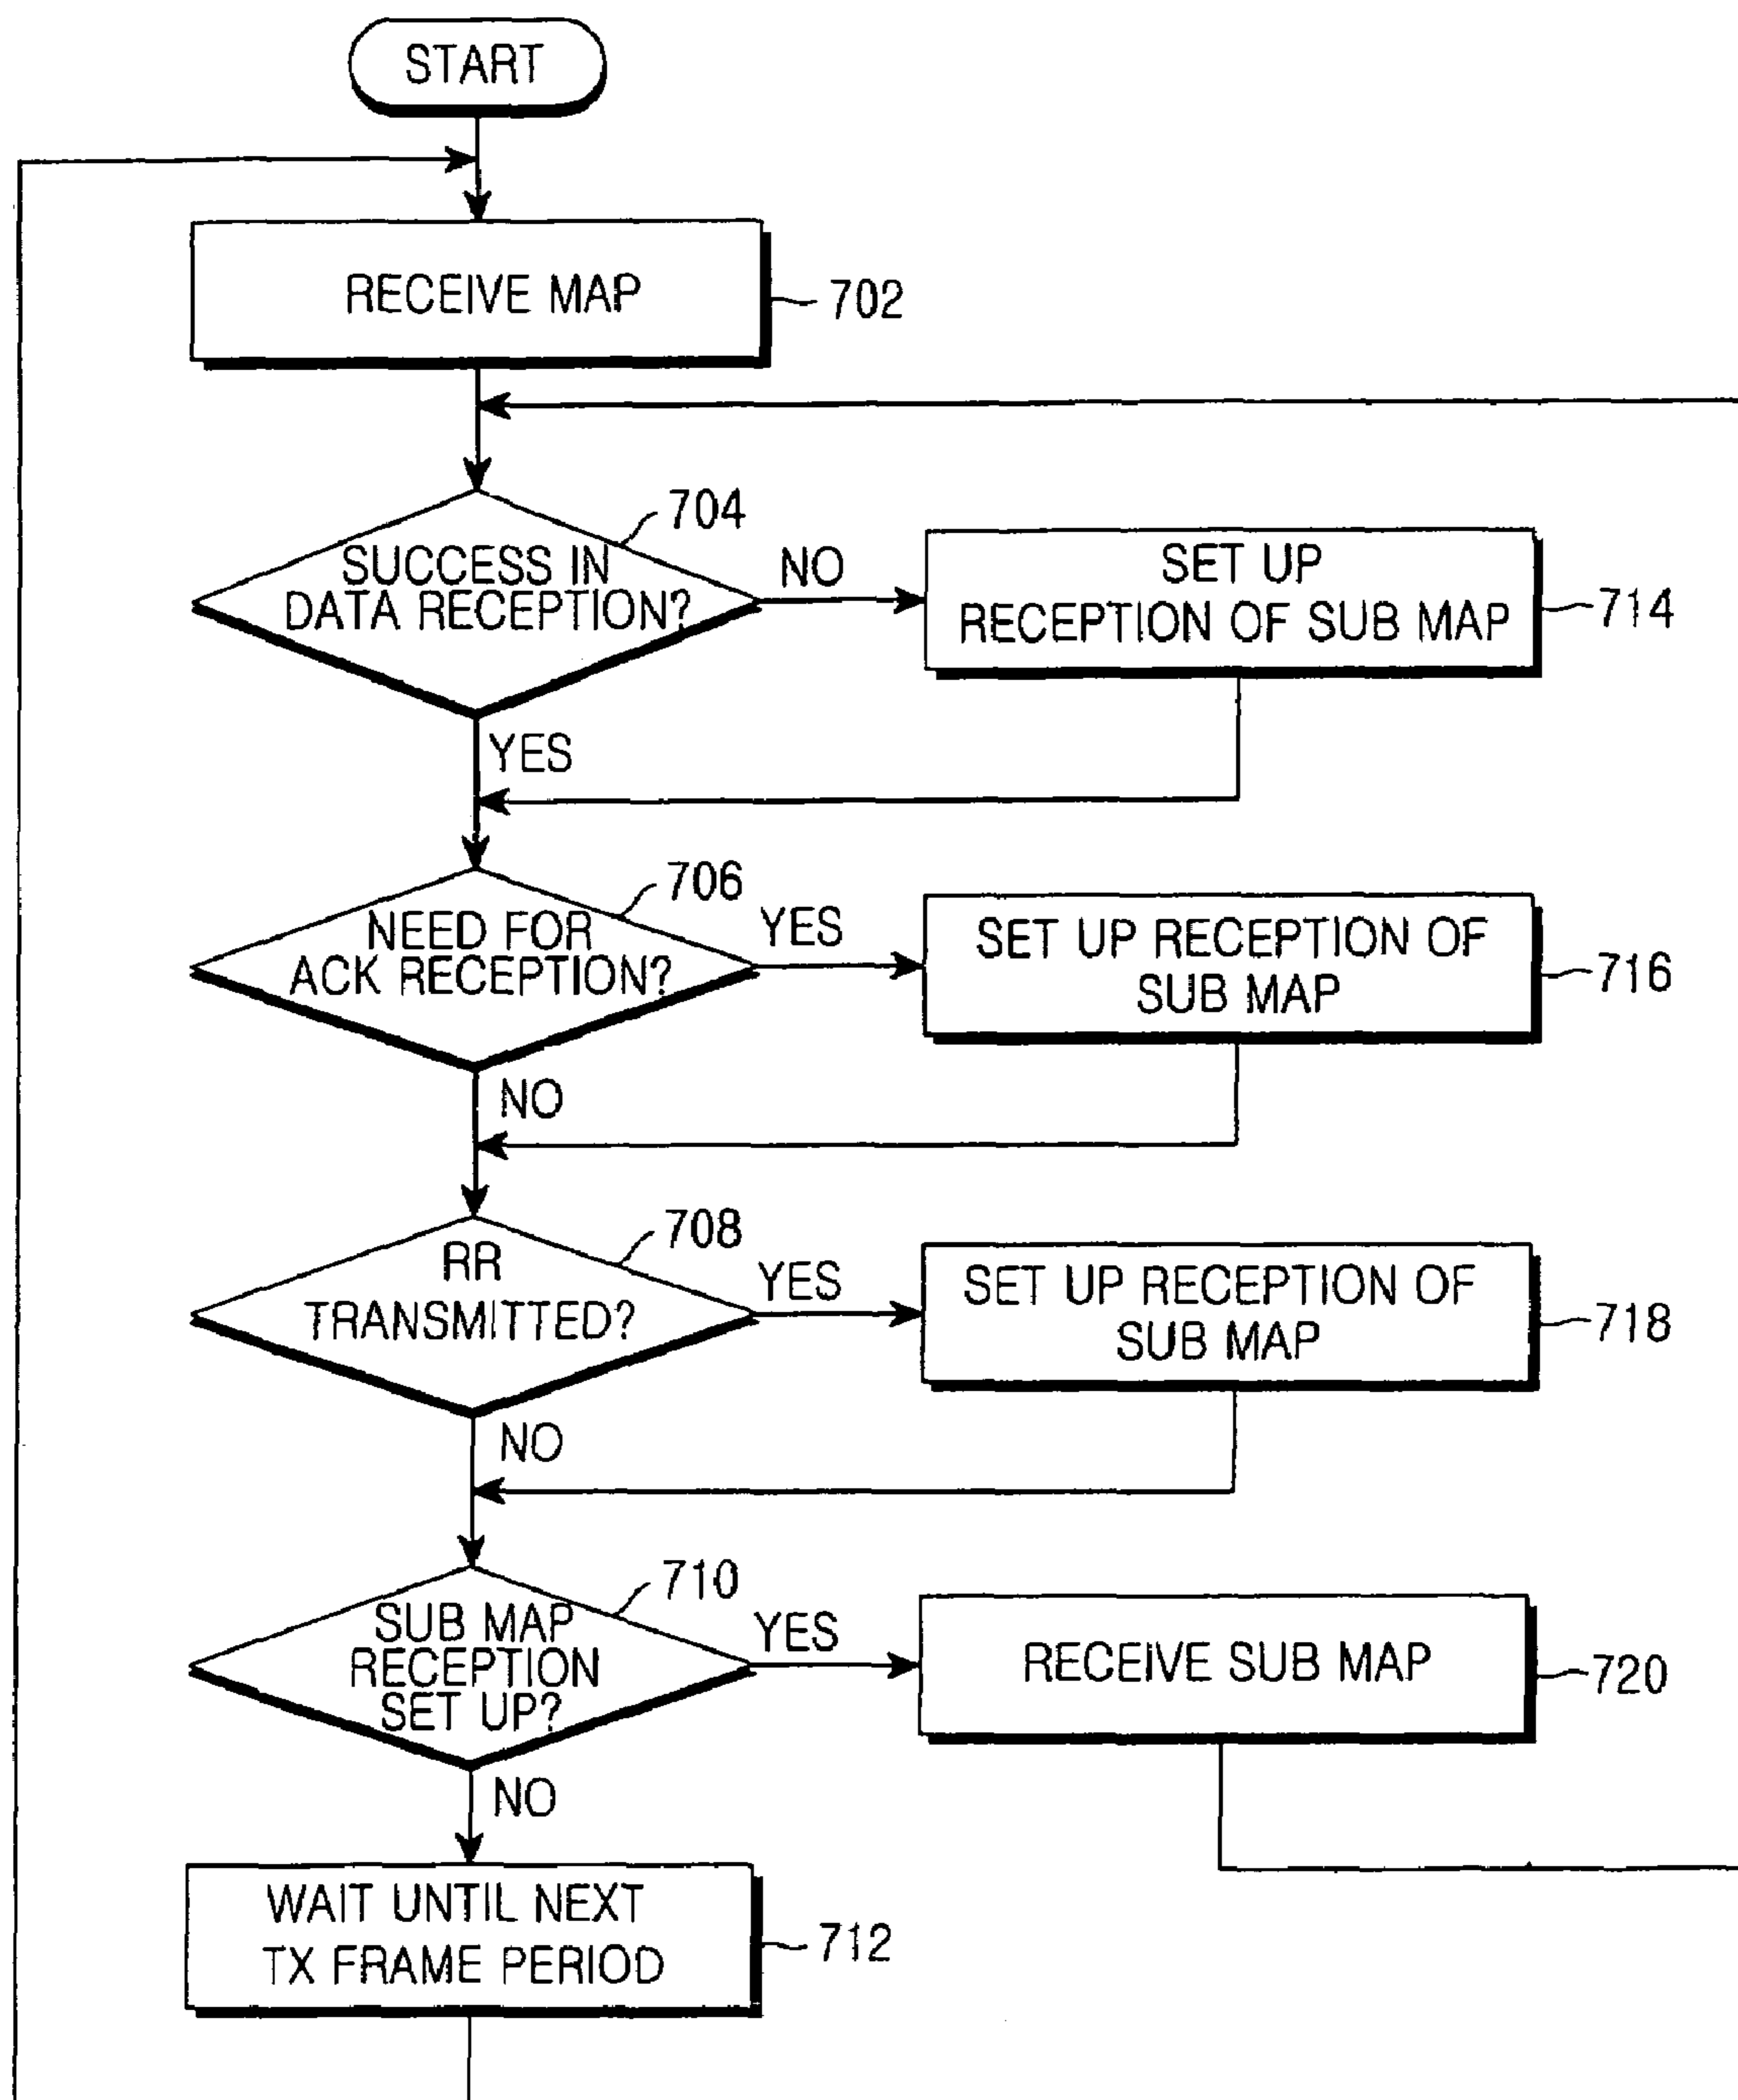 START
RECEIVE MAP
702
704
SUCCESS IN
DATA RECEPTION?
NO
SET UP
RECEPTION OF SUB MAP
714
YES
706
NEED FOR
ACK RECEPTION?
YES
SET UP RECEPTION OF
SUB MAP
716
NO
708
RR
TRANSMITTED?
YES
SET UP RECEPTION OF
SUB MAP
718
NO
710
SUB MAP
RECEPTION
SET UP?
YES
RECEIVE SUB MAP
720
NO
WAIT UNTIL NEXT
TX FRAME PERIOD
712